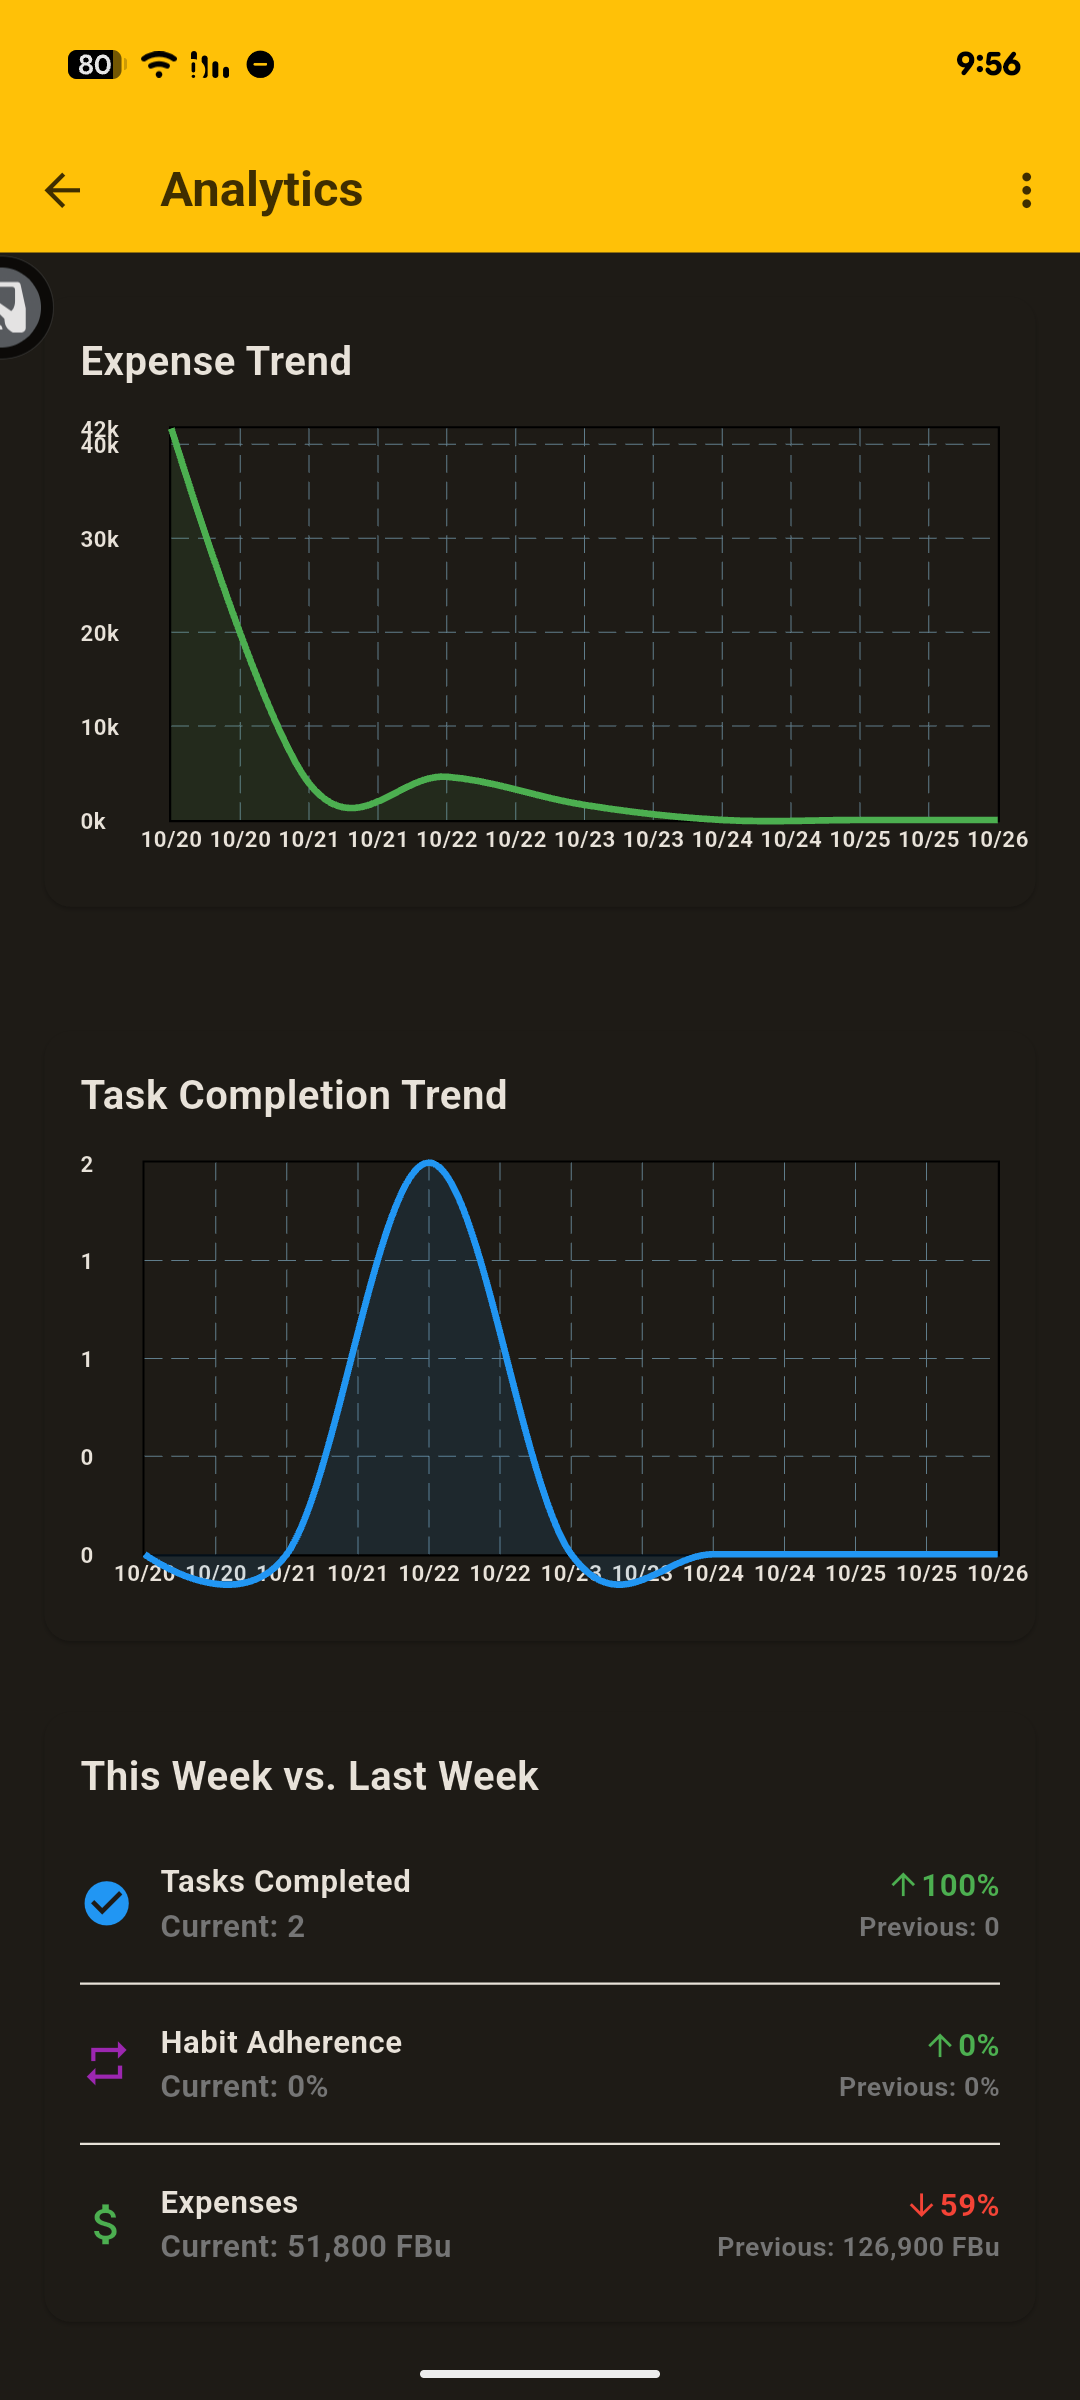 80
9:56
Analytics
Expense Trend
42k
40k
30k
20k
10k
0k
10/20 10/20 10/21 10/21 10/22 10/22 10/23 10/23 10/24 10/24 10/25 10/25 10/26
Task Completion Trend
2
1
1
0
0
10/20 10/20 10/21 10/21 10/22 10/22 10/23 10/23 10/24 10/24 10/25 10/25 10/26
This Week vs. Last Week
Tasks Completed ↑100%
Current: 2 Previous: 0
Habit Adherence ↑0%
Current: 0% Previous: 0%
Expenses ↓59%
Current: 51,800 FBu Previous: 126,900 FBu